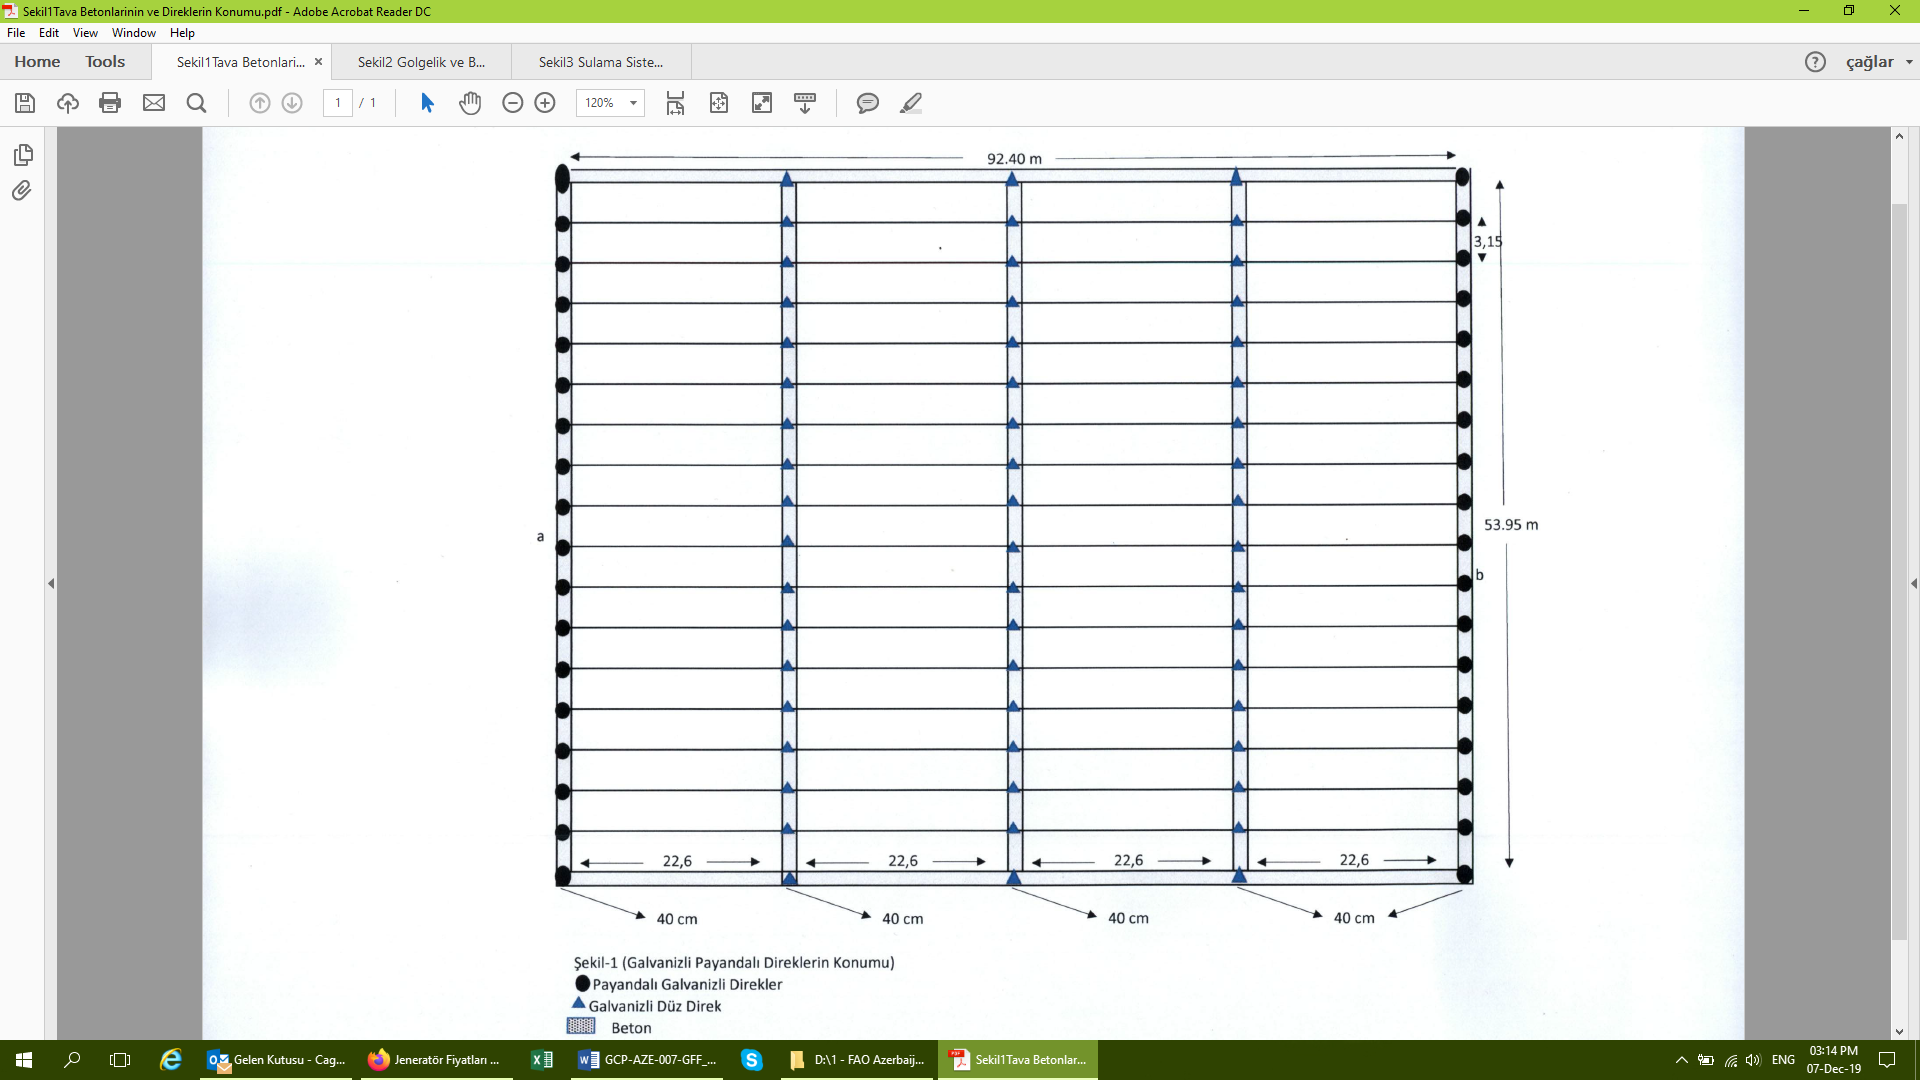 Sekil1Tava Betonlarinin ve Direklerin Konumu.pdf - Adobe Acrobat Reader DC
File Edit View Window Help
Home Tools Sekil1Tava Betonlari... × Sekil2 Golgelik ve B... Sekil3 Sulama Siste... çağlar
1 / 1 120%
92.40 m
3,15
a
53.95 m
b
22,6 22,6 22,6 22,6
40 cm 40 cm 40 cm 40 cm
Şekil-1 (Galvanizli Payandalı Direklerin Konumu)
Payandalı Galvanizli Direkler
Galvanizli Düz Direk
Beton
Gelen Kutusu - Cag... Jeneratör Fiyatları ... GCP-AZE-007-GFF_... D:\1 - FAO Azerbaij... Sekil1Tava Betonlar... ENG 03:14 PM
07-Dec-19